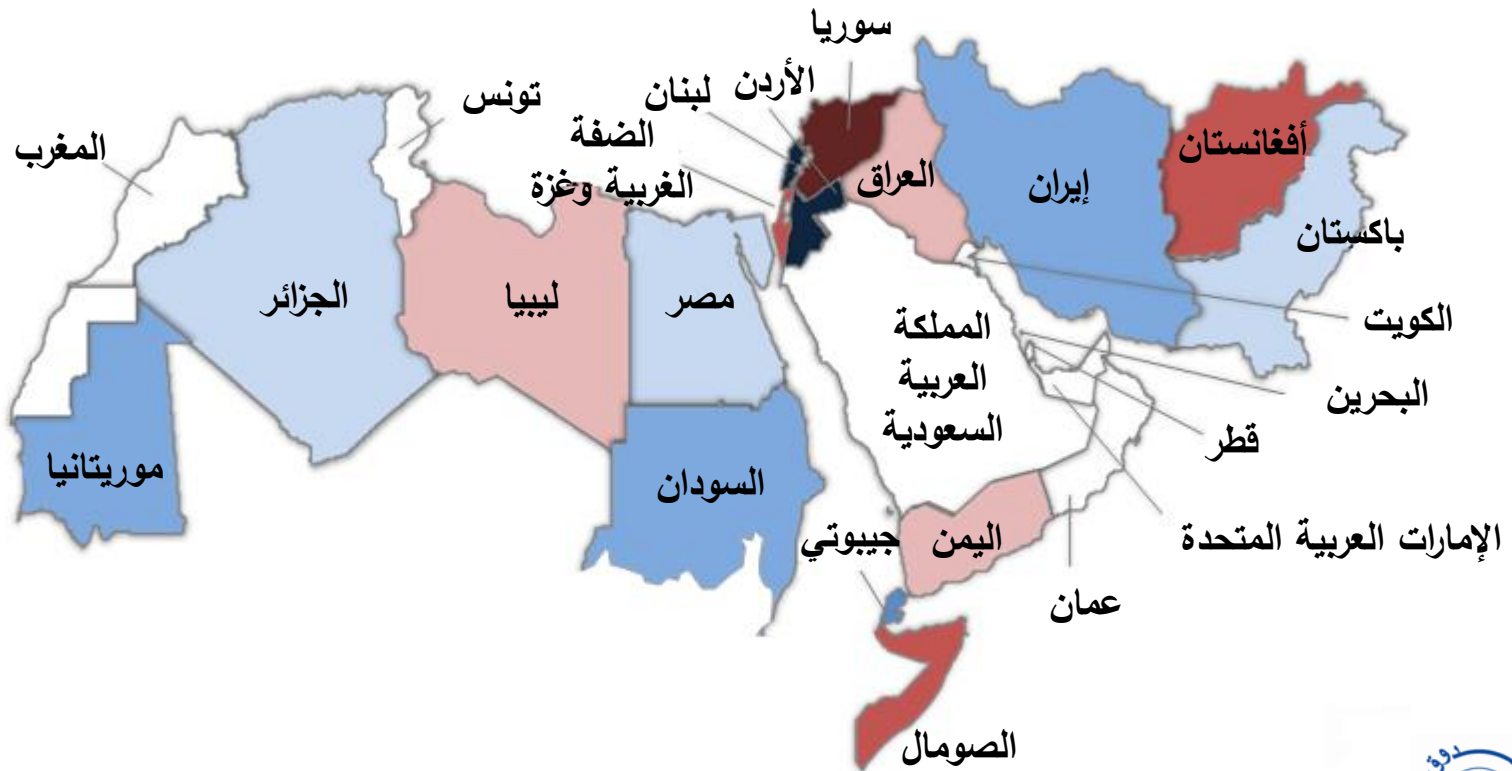 سوريا
الأردن
لبنان
تونس
الضفة
الغربية وغزة
المغرب
أفغانستان
العراق
إيران
باكستان
الجزائر
ليبيا
مصر
المملكة
العربية
السعودية
الكويت
البحرين
قطر
موريتانيا
السودان
اليمن
جيبوتي
الإمارات العربية المتحدة
عمان
الصومال